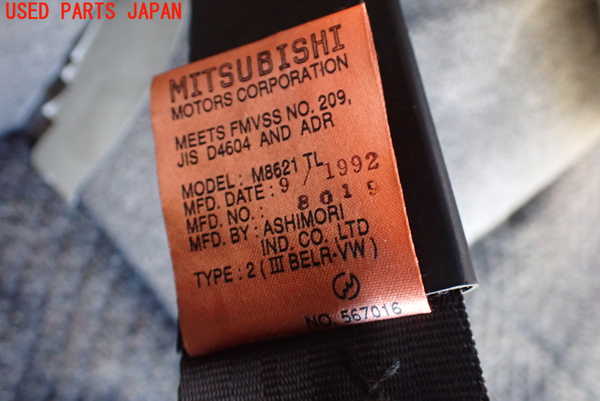 USED PARTS JAPAN
MITSUBISHI
MOTORS CORPORATION
MEETS FMVSS NO. 209,
JIS D4604 AND ADR
MODEL: M8621 TL
MFD. DATE: 9 / 1992
MFD. NO.: 8019
MFD. BY: ASHIMORI
IND. CO. LTD
TYPE: 2 (III BELR-VW)
NO. 567016